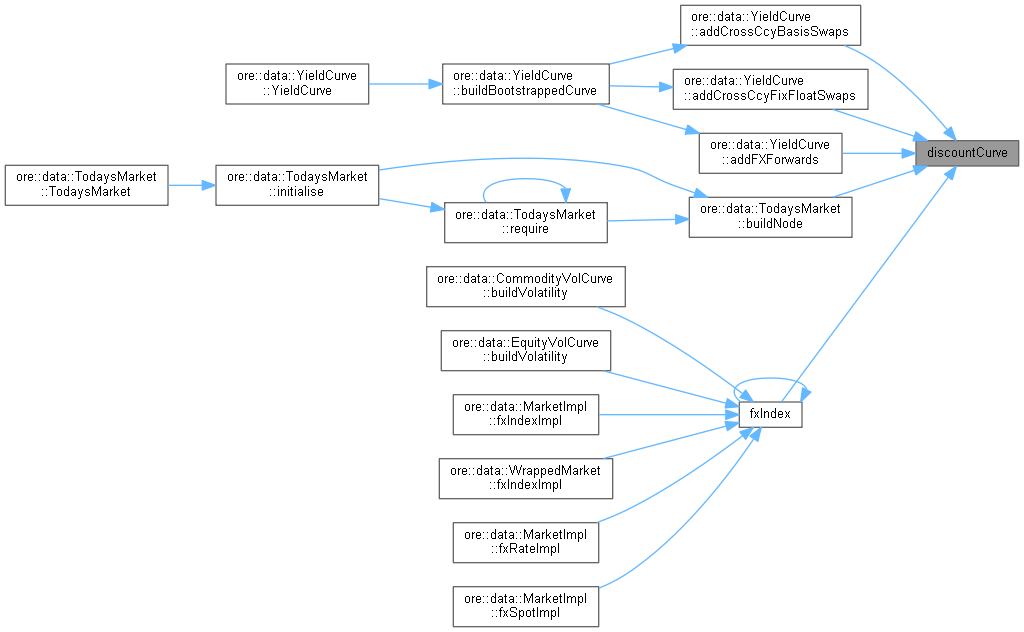 ore::data::YieldCurve
::addCrossCcyBasisSwaps
ore::data::YieldCurve
::YieldCurve
ore::data::YieldCurve
::buildBootstrappedCurve
ore::data::YieldCurve
::addCrossCcyFixFloatSwaps
ore::data::YieldCurve
::addFXForwards
discountCurve
ore::data::TodaysMarket
::TodaysMarket
ore::data::TodaysMarket
::initialise
ore::data::TodaysMarket
::require
ore::data::TodaysMarket
::buildNode
ore::data::CommodityVolCurve
::buildVolatility
ore::data::EquityVolCurve
::buildVolatility
ore::data::MarketImpl
::fxIndexImpl
fxIndex
ore::data::WrappedMarket
::fxIndexImpl
ore::data::MarketImpl
::fxRateImpl
ore::data::MarketImpl
::fxSpotImpl